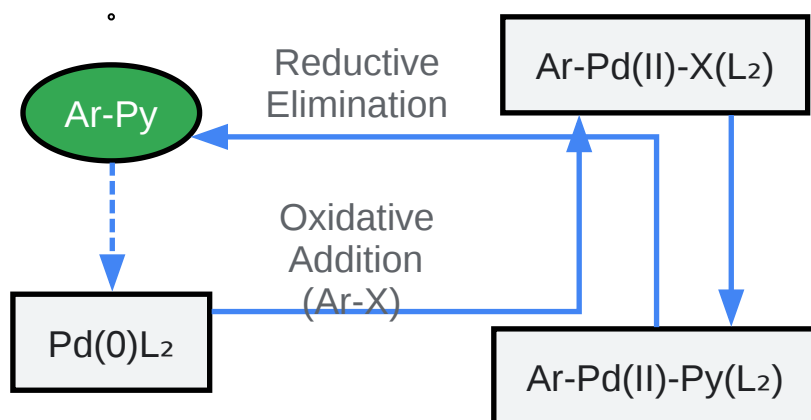 Reductive
Elimination
Ar-Pd(II)-X(L₂)
Ar-Py
Oxidative
Addition
(Ar-X)
Pd(0)L₂
Ar-Pd(II)-Py(L₂)